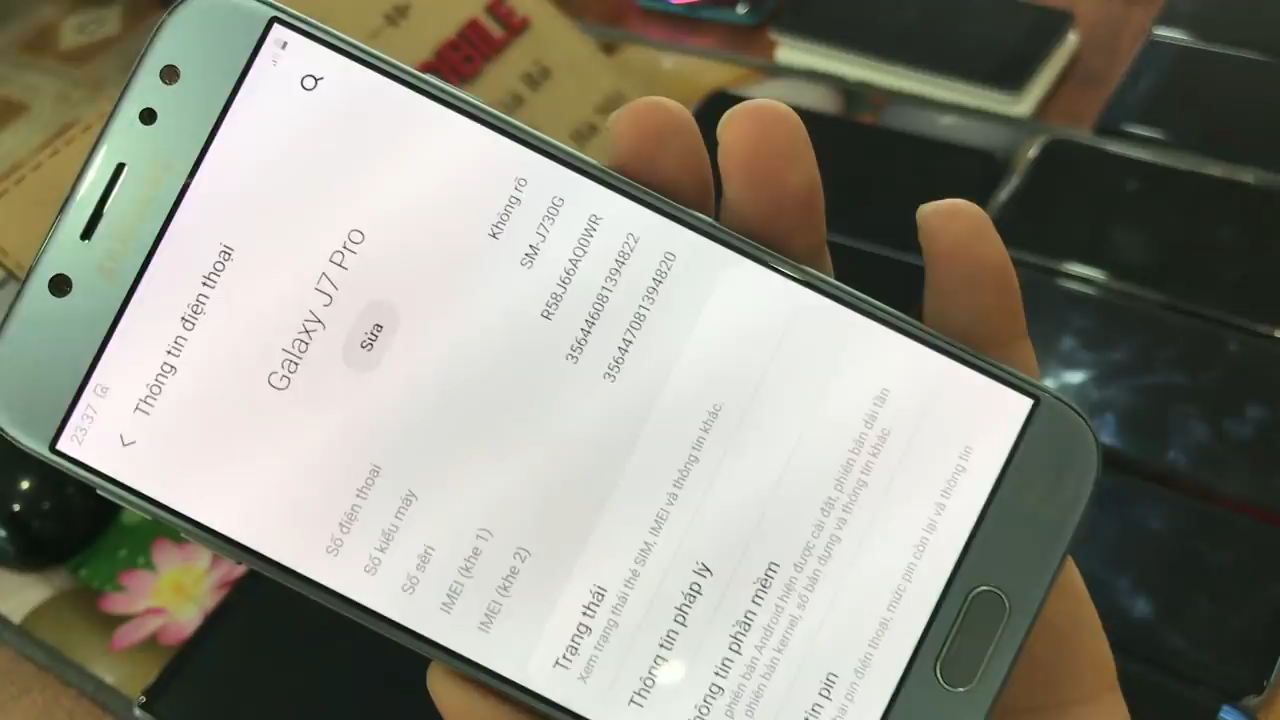 MOBILE
23:37 @
Thông tin điện thoại
Galaxy J7 Pro
Sửa
Số điện thoại Không rõ
Số kiểu máy SM-J730G
Số sêri R58J66AQ0WR
IMEI (khe 1) 356446081394822
IMEI (khe 2) 356447081394820
Trạng thái
Xem trạng thái thẻ SIM, IMEI và thông tin khác.
Thông tin pháp lý
phần mềm
phiên bản Android hiện được cài đặt, phiên bản dải tần
phiên bản kernel, số bản dựng và thông tin khác.
tin pin
pin điện thoại, mức pin còn lại và thông tin